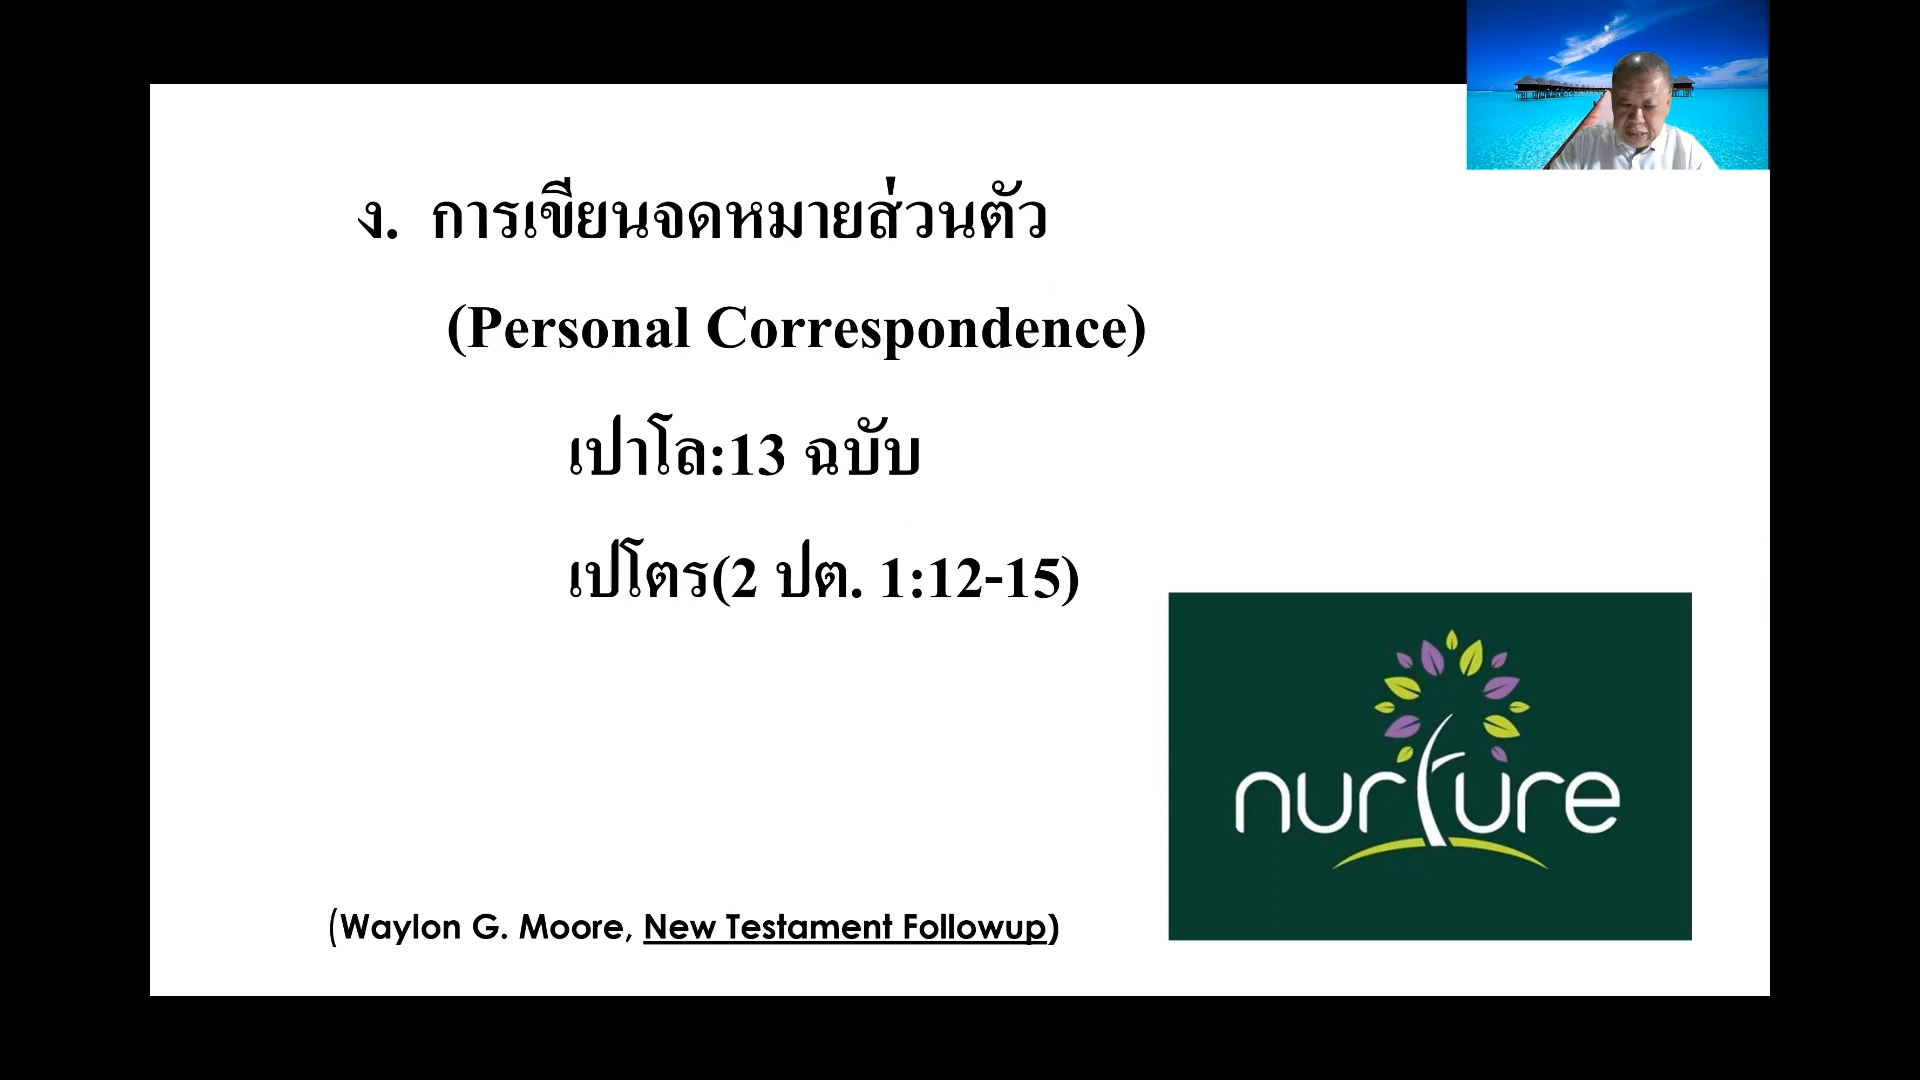 ง. การเขียนจดหมายส่วนตัว
(Personal Correspondence)
เปาโล:13 ฉบับ
เปโตร(2 ปต. 1:12-15)
nurture
(Waylon G. Moore, New Testament Followup)